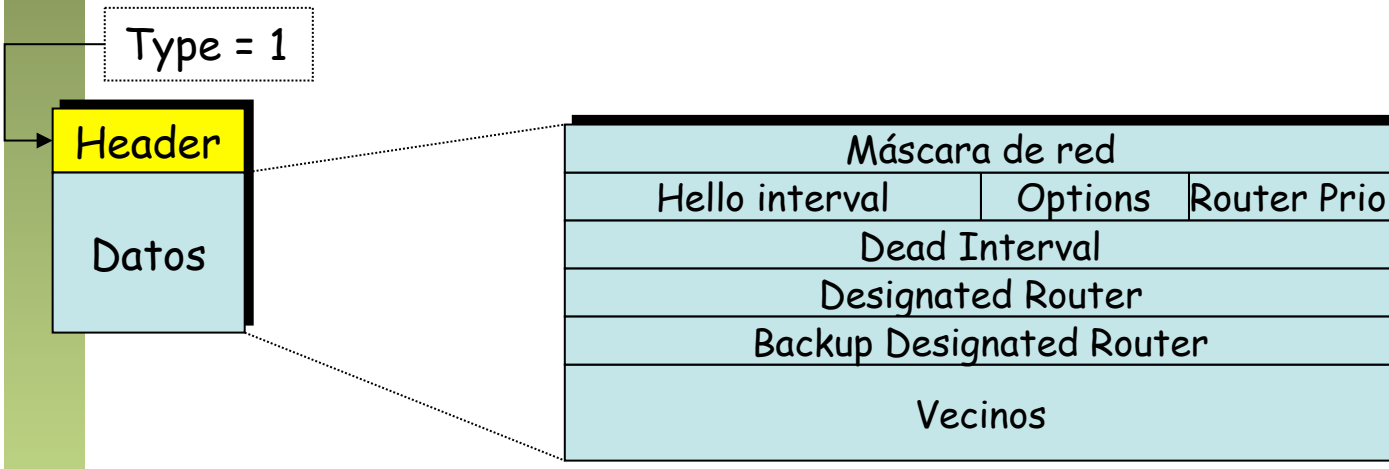 Type = 1
Header
Datos
Máscara de red
Hello interval Options Router Prio
Dead Interval
Designated Router
Backup Designated Router
Vecinos